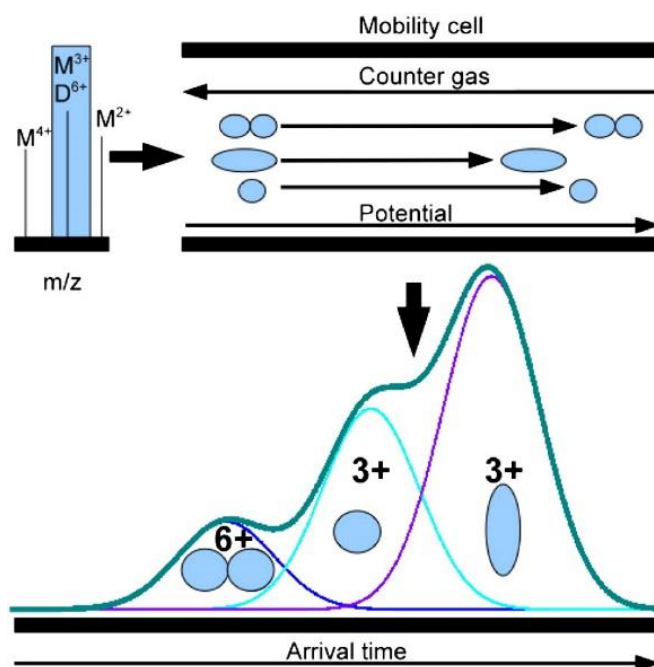 Mobility cell
Counter gas
M³⁺
D⁶⁺
M⁴⁺
M²⁺
Potential
m/z
6+
3+
3+
Arrival time